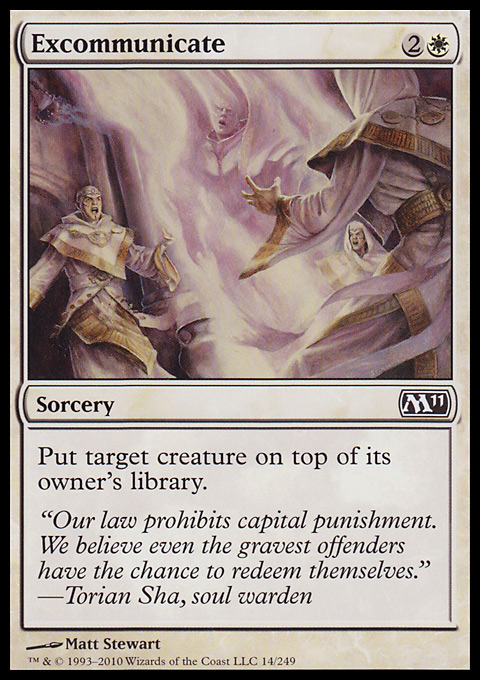 Excommunicate 2
Sorcery M11
Put target creature on top of its
owner's library.
“Our law prohibits capital punishment.
We believe even the gravest offenders
have the chance to redeem themselves.”
—Torian Sha, soul warden
Matt Stewart
™ & © 1993–2010 Wizards of the Coast LLC 14/249